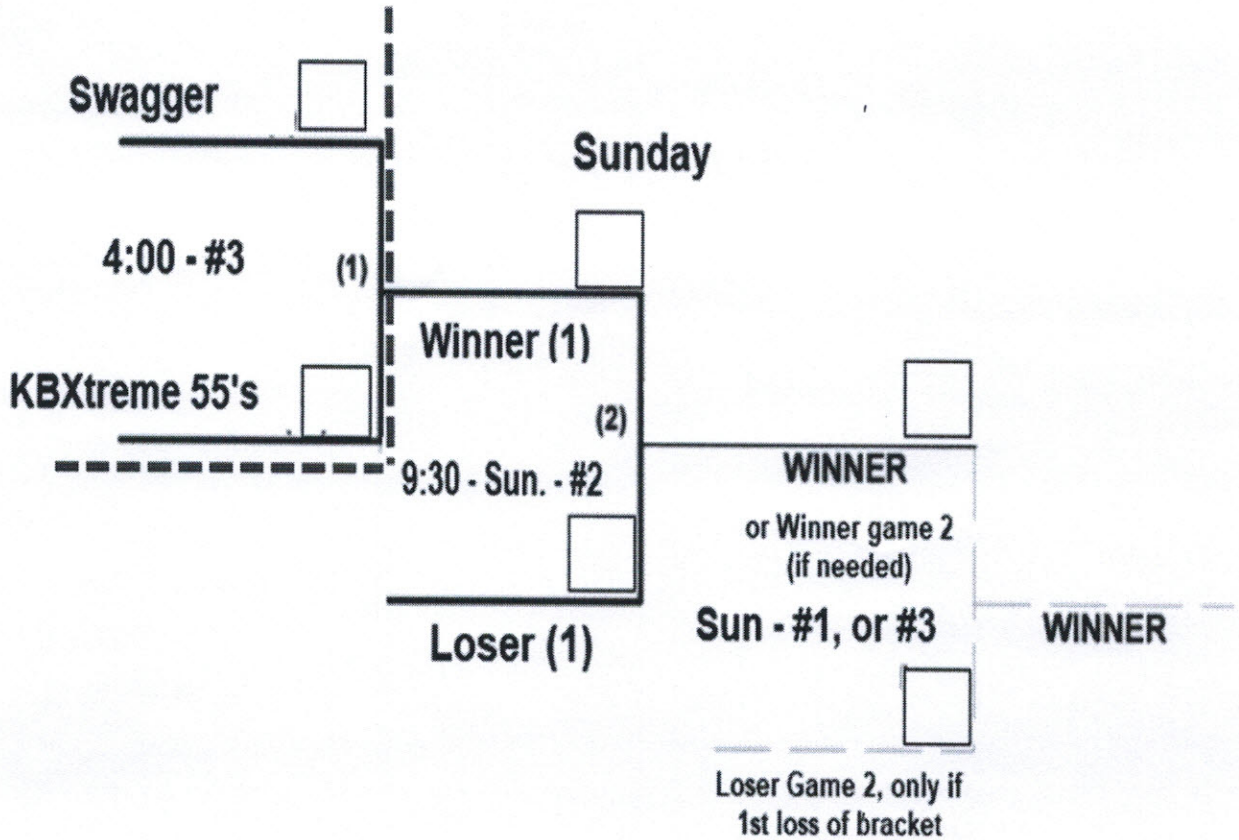 Swagger
Sunday
4:00 - #3
(1)
Winner (1)
KBXtreme 55's
(2)
9:30 - Sun. - #2
WINNER
or Winner game 2
(if needed)
Sun - #1, or #3
WINNER
Loser (1)
Loser Game 2, only if
1st loss of bracket